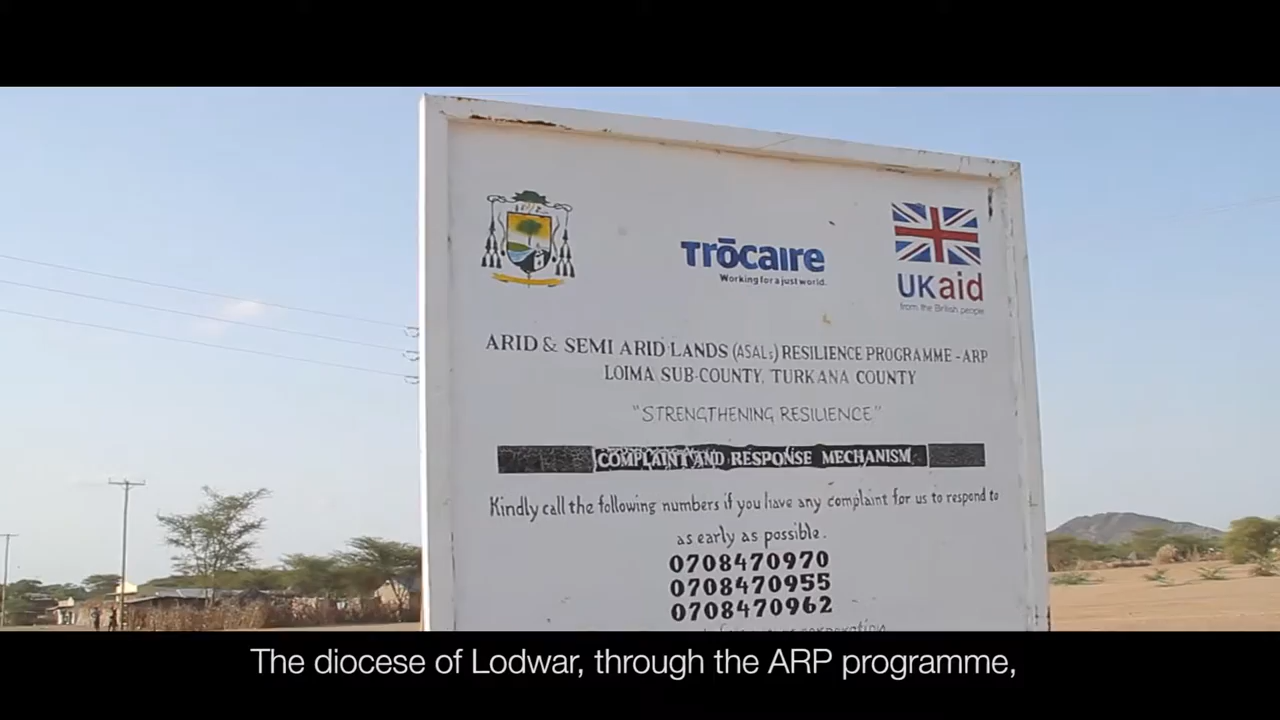 Trōcaire
Working for a just world.
UKaid
from the British people
ARID & SEMI ARID LANDS (ASALs) RESILIENCE PROGRAMME - ARP
LOIMA SUB-COUNTY, TURKANA COUNTY
"STRENGTHENING RESILIENCE"
COMPLAINT AND RESPONSE MECHANISM
Kindly call the following numbers if you have any complaint for us to respond to
as early as possible.
0708470970
0708470955
0708470962
The diocese of Lodwar, through the ARP programme,